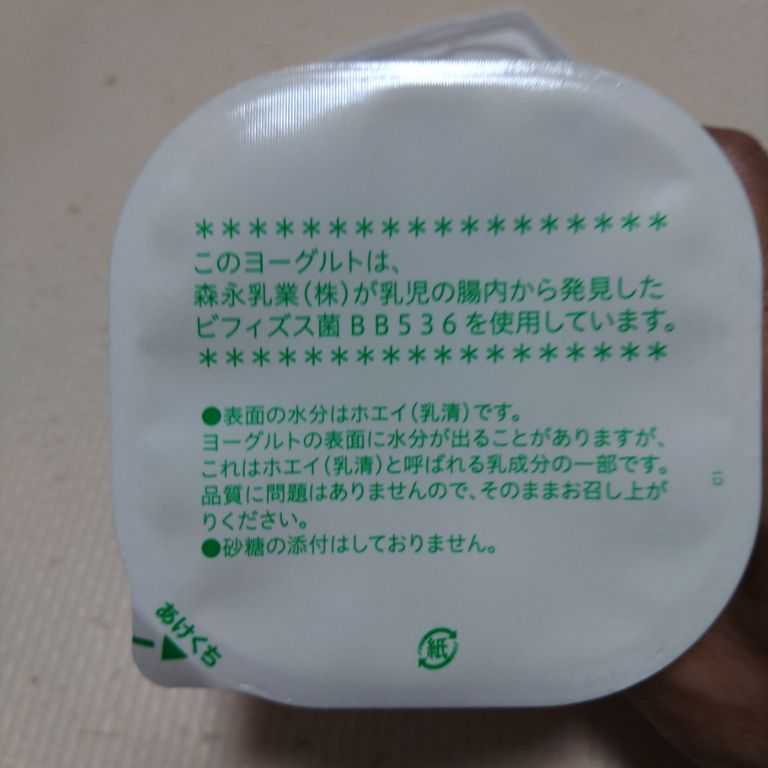 ******************
このヨーグルトは、
森永乳業(株)が乳児の腸内から発見した
ビフィズス菌BB536を使用しています。
******************
●表面の水分はホエイ(乳清)です。
ヨーグルトの表面に水分が出ることがありますが、
これはホエイ(乳清)と呼ばれる乳成分の一部です。
品質に問題はありませんので、そのままお召し上が
りください。
●砂糖の添付はしておりません。
あけくち
紙